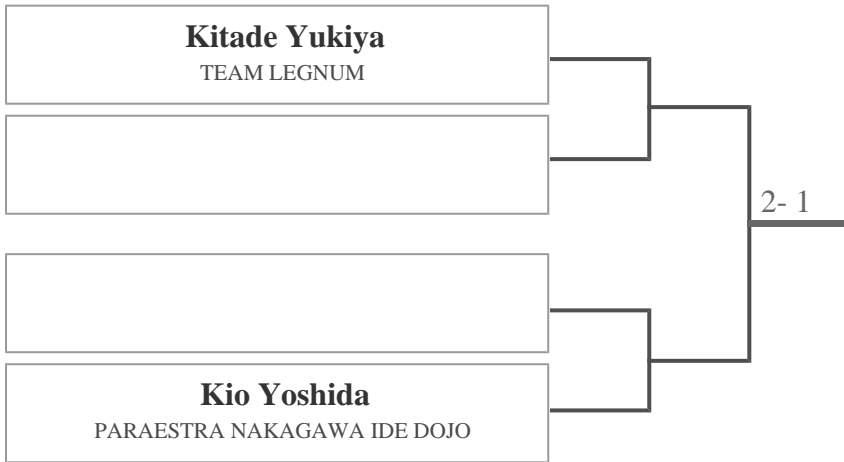 Kitade Yukiya
TEAM LEGNUM
2- 1
Kio Yoshida
PARAESTRA NAKAGAWA IDE DOJO